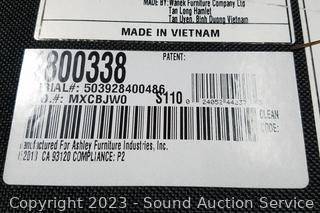 MADE BY: Wanek Furniture Company Ltd
Tan Long Hamlet
Tan Uyen, Binh Duong Vietnam
MADE IN VIETNAM
800338
PATENT:
SERIAL#: 503928400486
MXCBJW0 $110
CLEAN
CODE:
Manufactured For Ashley Furniture Industries, Inc.
CA 93120 COMPLIANCE: P2
Copyright 2023 - Sound Auction Service